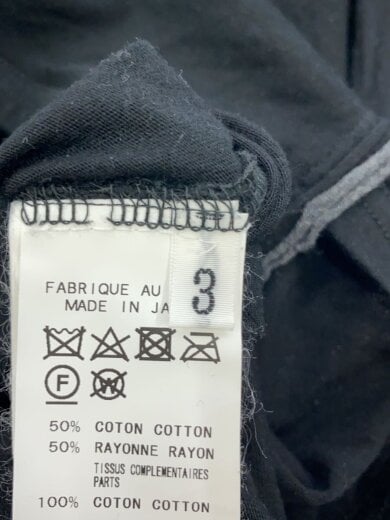 FABRIQUE AU
MADE IN JA
3
F
W
50% COTON COTTON
50% RAYONNE RAYON
TISSUS COMPLEMENTAIRES
PARTS
100% COTON COTTON